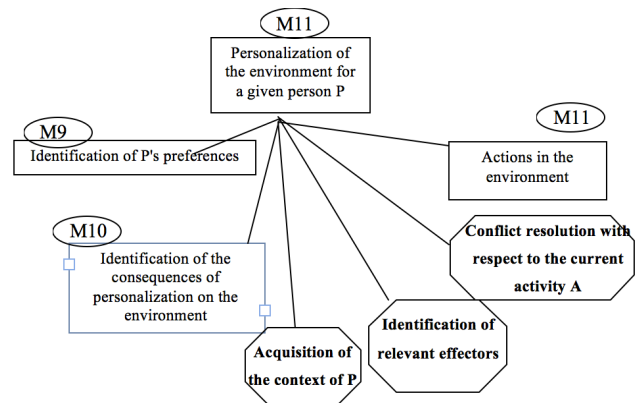 M11
Personalization of
the environment for
a given person P
M9
Identification of P's preferences
M11
Actions in the
environment
M10
Identification of the
consequences of
personalization on the
environment
Conflict resolution with
respect to the current
activity A
Identification of
relevant effectors
Acquisition of
the context of P